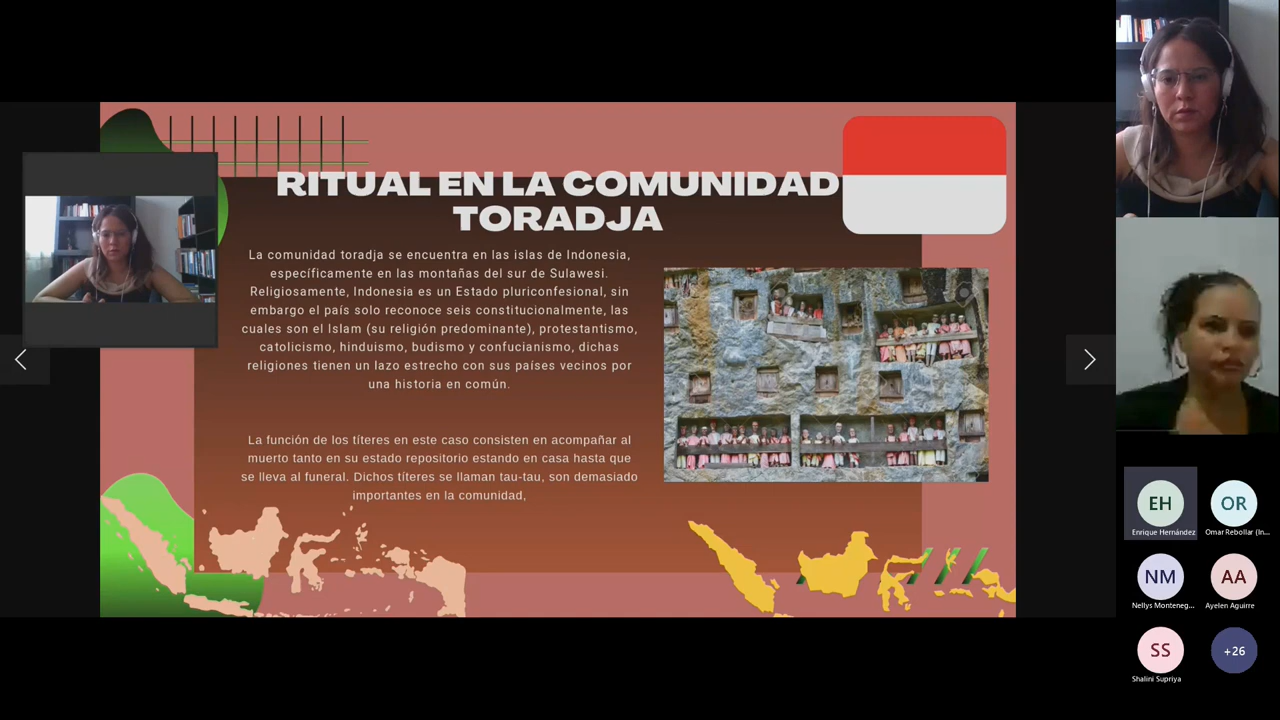 RITUAL EN LA COMUNIDAD
TORADJA
La comunidad toradja se encuentra en las islas de Indonesia,
específicamente en las montañas del sur de Sulawesi.
Religiosamente, Indonesia es un Estado pluriconfesional, sin
embargo el país solo reconoce seis constitucionalmente, las
cuales son el Islam (su religión predominante), protestantismo,
catolicismo, hinduismo, budismo y confucianismo, dichas
religiones tienen un lazo estrecho con sus países vecinos por
una historia en común.
La función de los títeres en este caso consisten en acompañar al
muerto tanto en su estado repositorio estando en casa hasta que
se lleva al funeral. Dichos títeres se llaman tau-tau, son demasiado
importantes en la comunidad,
EH
Enrique Hernández
OR
Omar Rebollar (In...
NM
Nellys Monteneg...
AA
Ayelen Aguirre
SS
Shalini Supriya
+26